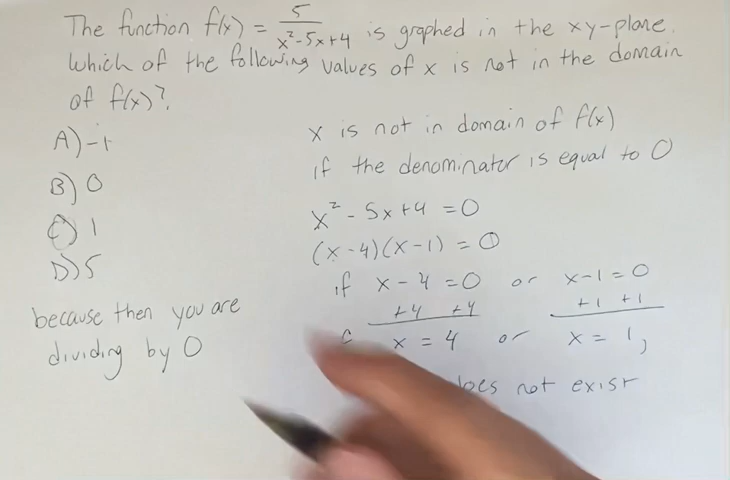 The function f(x) = 5/(x²-5x+4) is graphed in the xy-plane.
Which of the following values of x is not in the domain
of f(x)?
A) -1
B) 0
C) 1
D) 5
because then you are
dividing by 0
x is not in domain of f(x)
if the denominator is equal to 0
x² - 5x + 4 = 0
(x - 4)(x - 1) = 0
if x - 4 = 0 or x - 1 = 0
+4 +4 +1 +1
x = 4 or x = 1,
not exist